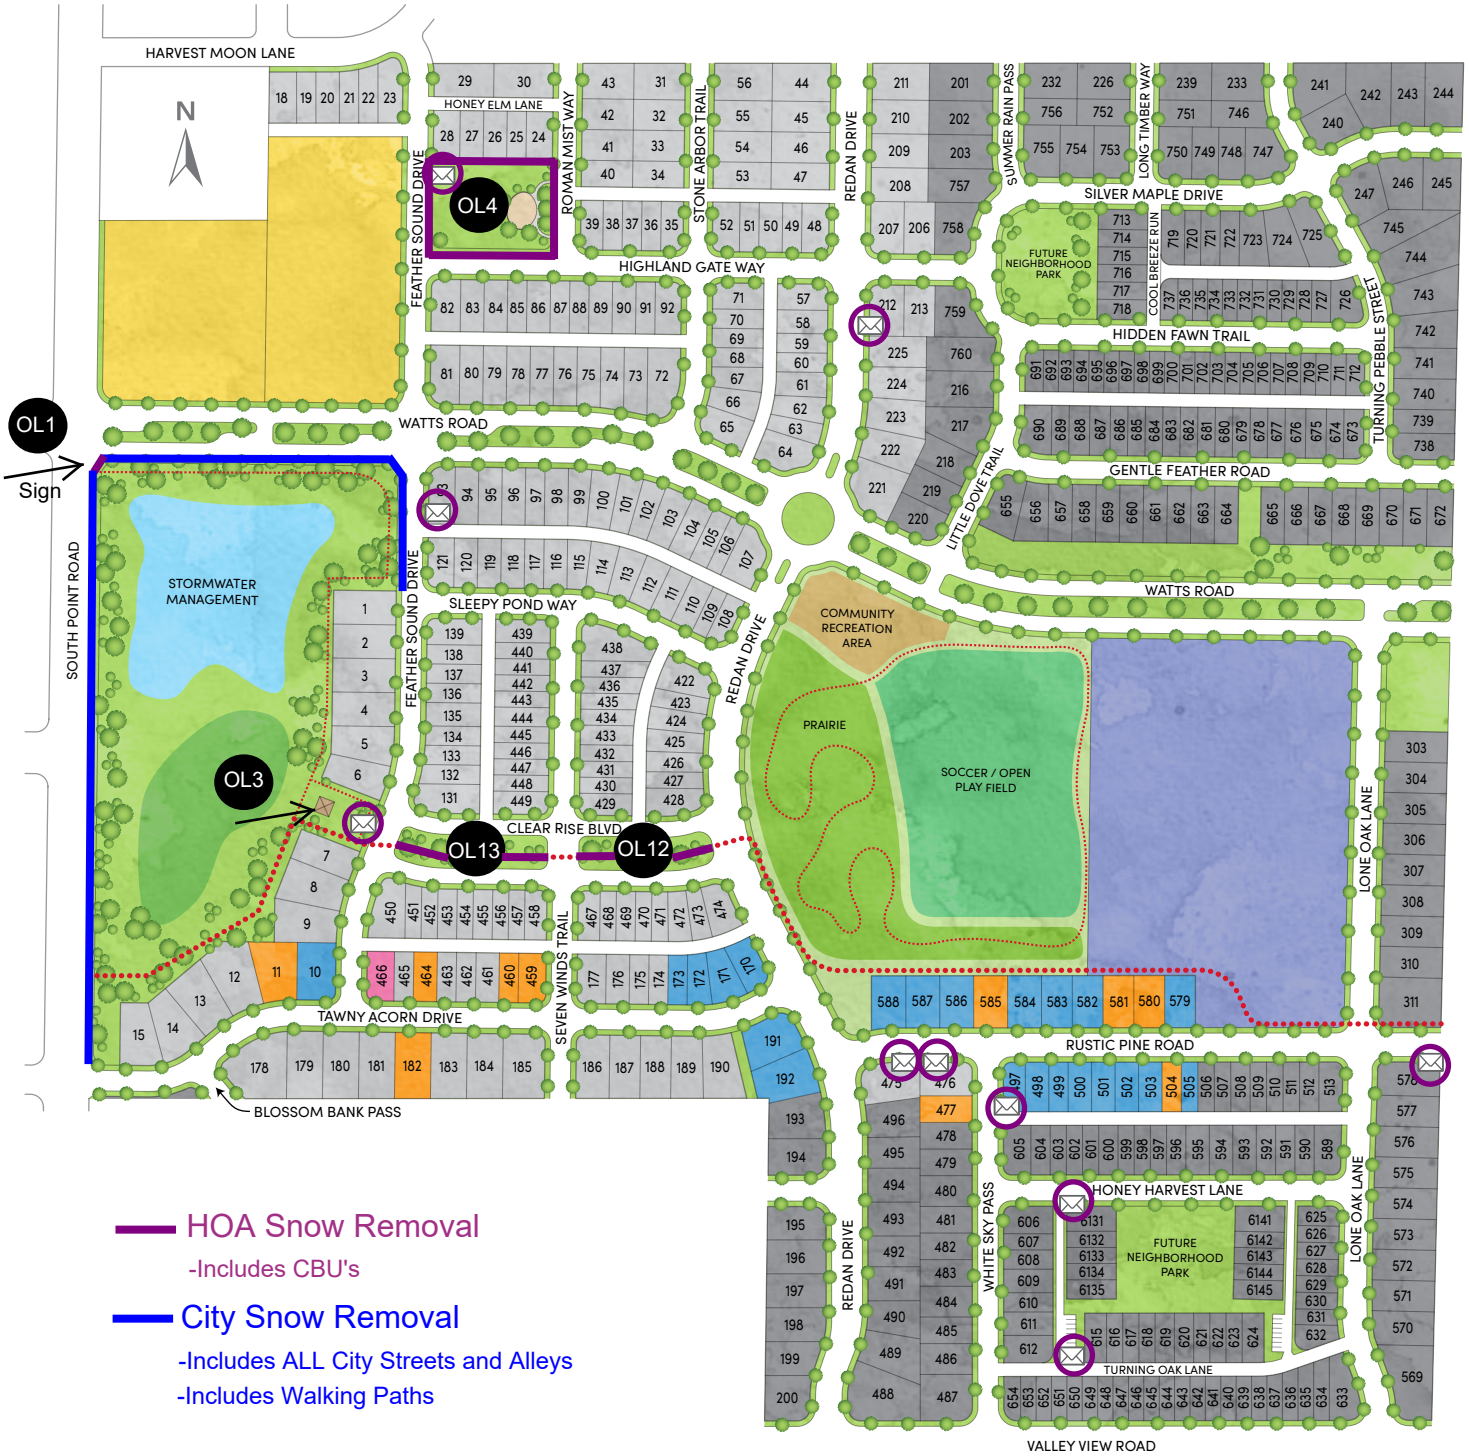 HARVEST MOON LANE
N
18 19 20 21 22 23
29 30
HONEY ELM LANE
28 27 26 25 24
FEATHER SOUND DRIVE
OL4
ROMAN MIST WAY
43 31
42 32
41 33
40 34
39 38 37 36 35
STONE ARBOR TRAIL
56 44
55 45
54 46
53 47
52 51 50 49 48
REDAN DRIVE
211 201
210 202
209 203
208 757
207 206 758
SUMMER RAIN PASS
232 226
756 752
755 754 753
LONG TIMBER WAY
239 233
751 746
750 749 748 747
241 242 243 244
240
SILVER MAPLE DRIVE
247 246 245
745
744
743
742
741
740
739
738
TURNING PEBBLE STREET
FUTURE
NEIGHBORHOOD
PARK
713
714
715
716
717
718
COOL BREEZE RUN
719 720 721 722 723 724 725
737 736 735 734 733 732 731 730 729 728 727 726
HIDDEN FAWN TRAIL
691 692 693 694 695 696 697 698 699 700 701 702 703 704 705 706 707 708 709 710 711 712
690 689 688 687 686 685 684 683 682 681 680 679 678 677 676 675 674 673
GENTLE FEATHER ROAD
HIGHLAND GATE WAY
82 83 84 85 86 87 88 89 90 91 92
81 80 79 78 77 76 75 74 73 72
71
70
69
68
67
66
65
57
58
59
60
61
62
63
64
212 213 759
225 760
224 216
223 217
222 218
221 219
220
LITTLE DOVE TRAIL
655 656 657 658 659 660 661 662 663 664
665 666 667 668 669 670 671 672
WATTS ROAD
OL1
Sign
WATTS ROAD
94 95 96 97 98 99 100 101 102 103 104 105 106 107
121 120 119 118 117 116 115 114 113 112 111 110 109 108
SLEEPY POND WAY
SOUTH POINT ROAD
STORMWATER
MANAGEMENT
FEATHER SOUND DRIVE
1
2
3
4
5
6
OL3
139
138
137
136
135
134
133
132
131
439
440
441
442
443
444
445
446
447
448
449
438
437
436
435
434
433
432
431
430
429
422
423
424
425
426
427
428
REDAN DRIVE
COMMUNITY
RECREATION
AREA
PRAIRIE
SOCCER / OPEN
PLAY FIELD
LONE OAK LANE
303
304
305
306
307
308
309
310
311
CLEAR RISE BLVD
OL13
OL12
7
8
9
10
11
12
13
14
15
450 451 452 453 454 455 456 457 458
466 465 464 463 462 461 460 459
SEVEN WINDS TRAIL
467 468 469 470 471 472 473 474
177 176 175 174 173 172 171 170
TAWNY ACORN DRIVE
178 179 180 181 182 183 184 185
186 187 188 189 190
191
192
193
194
195
196
197
198
199
200
BLOSSOM BANK PASS
588 587 586 585 584 583 582 581 580 579
RUSTIC PINE ROAD
475 476
477
496 478
495 479
494 480
493 481
492 482
491 483
490 484
489 485
488 486
487
REDAN DRIVE
WHITE SKY PASS
498 499 500 501 502 503 504 505 506 507 508 509 510 511 512 513
605 604 603 602 601 600 599 598 597 596 595 594 593 592 591 590 589
HONEY HARVEST LANE
606
607
608
609
610
611
612
6131
6132
6133
6134
6135
FUTURE
NEIGHBORHOOD
PARK
6141
6142
6143
6144
6145
625
626
627
628
629
630
631
632
615 616 617 618 619 620 621 622 623 624
TURNING OAK LANE
654 653 652 651 650 649 648 647 646 645 644 643 642 641 640 639 638 637 636 635 634 633
VALLEY VIEW ROAD
LONE OAK LANE
578
577
576
575
574
573
572
571
570
569
HOA Snow Removal
-Includes CBU's
City Snow Removal
-Includes ALL City Streets and Alleys
-Includes Walking Paths